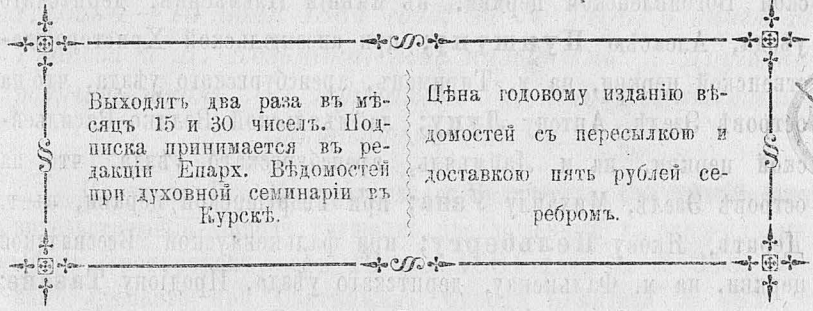 Выходятъ два раза въ мѣ-
сяцъ 15 и 30 чиселъ. Под-
писка принимается въ ре-
дакціи Епарх. Вѣдомостей
при духовной семинаріи въ
Курскѣ.
Цѣна годовому изданію вѣ-
домостей съ пересылкою и
доставкою пять рублей се-
ребромъ.